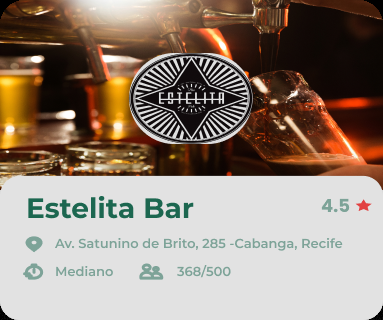 ESTELITA
Estelita Bar
4.5
Av. Satunino de Brito, 285 -Cabanga, Recife
Mediano
368/500